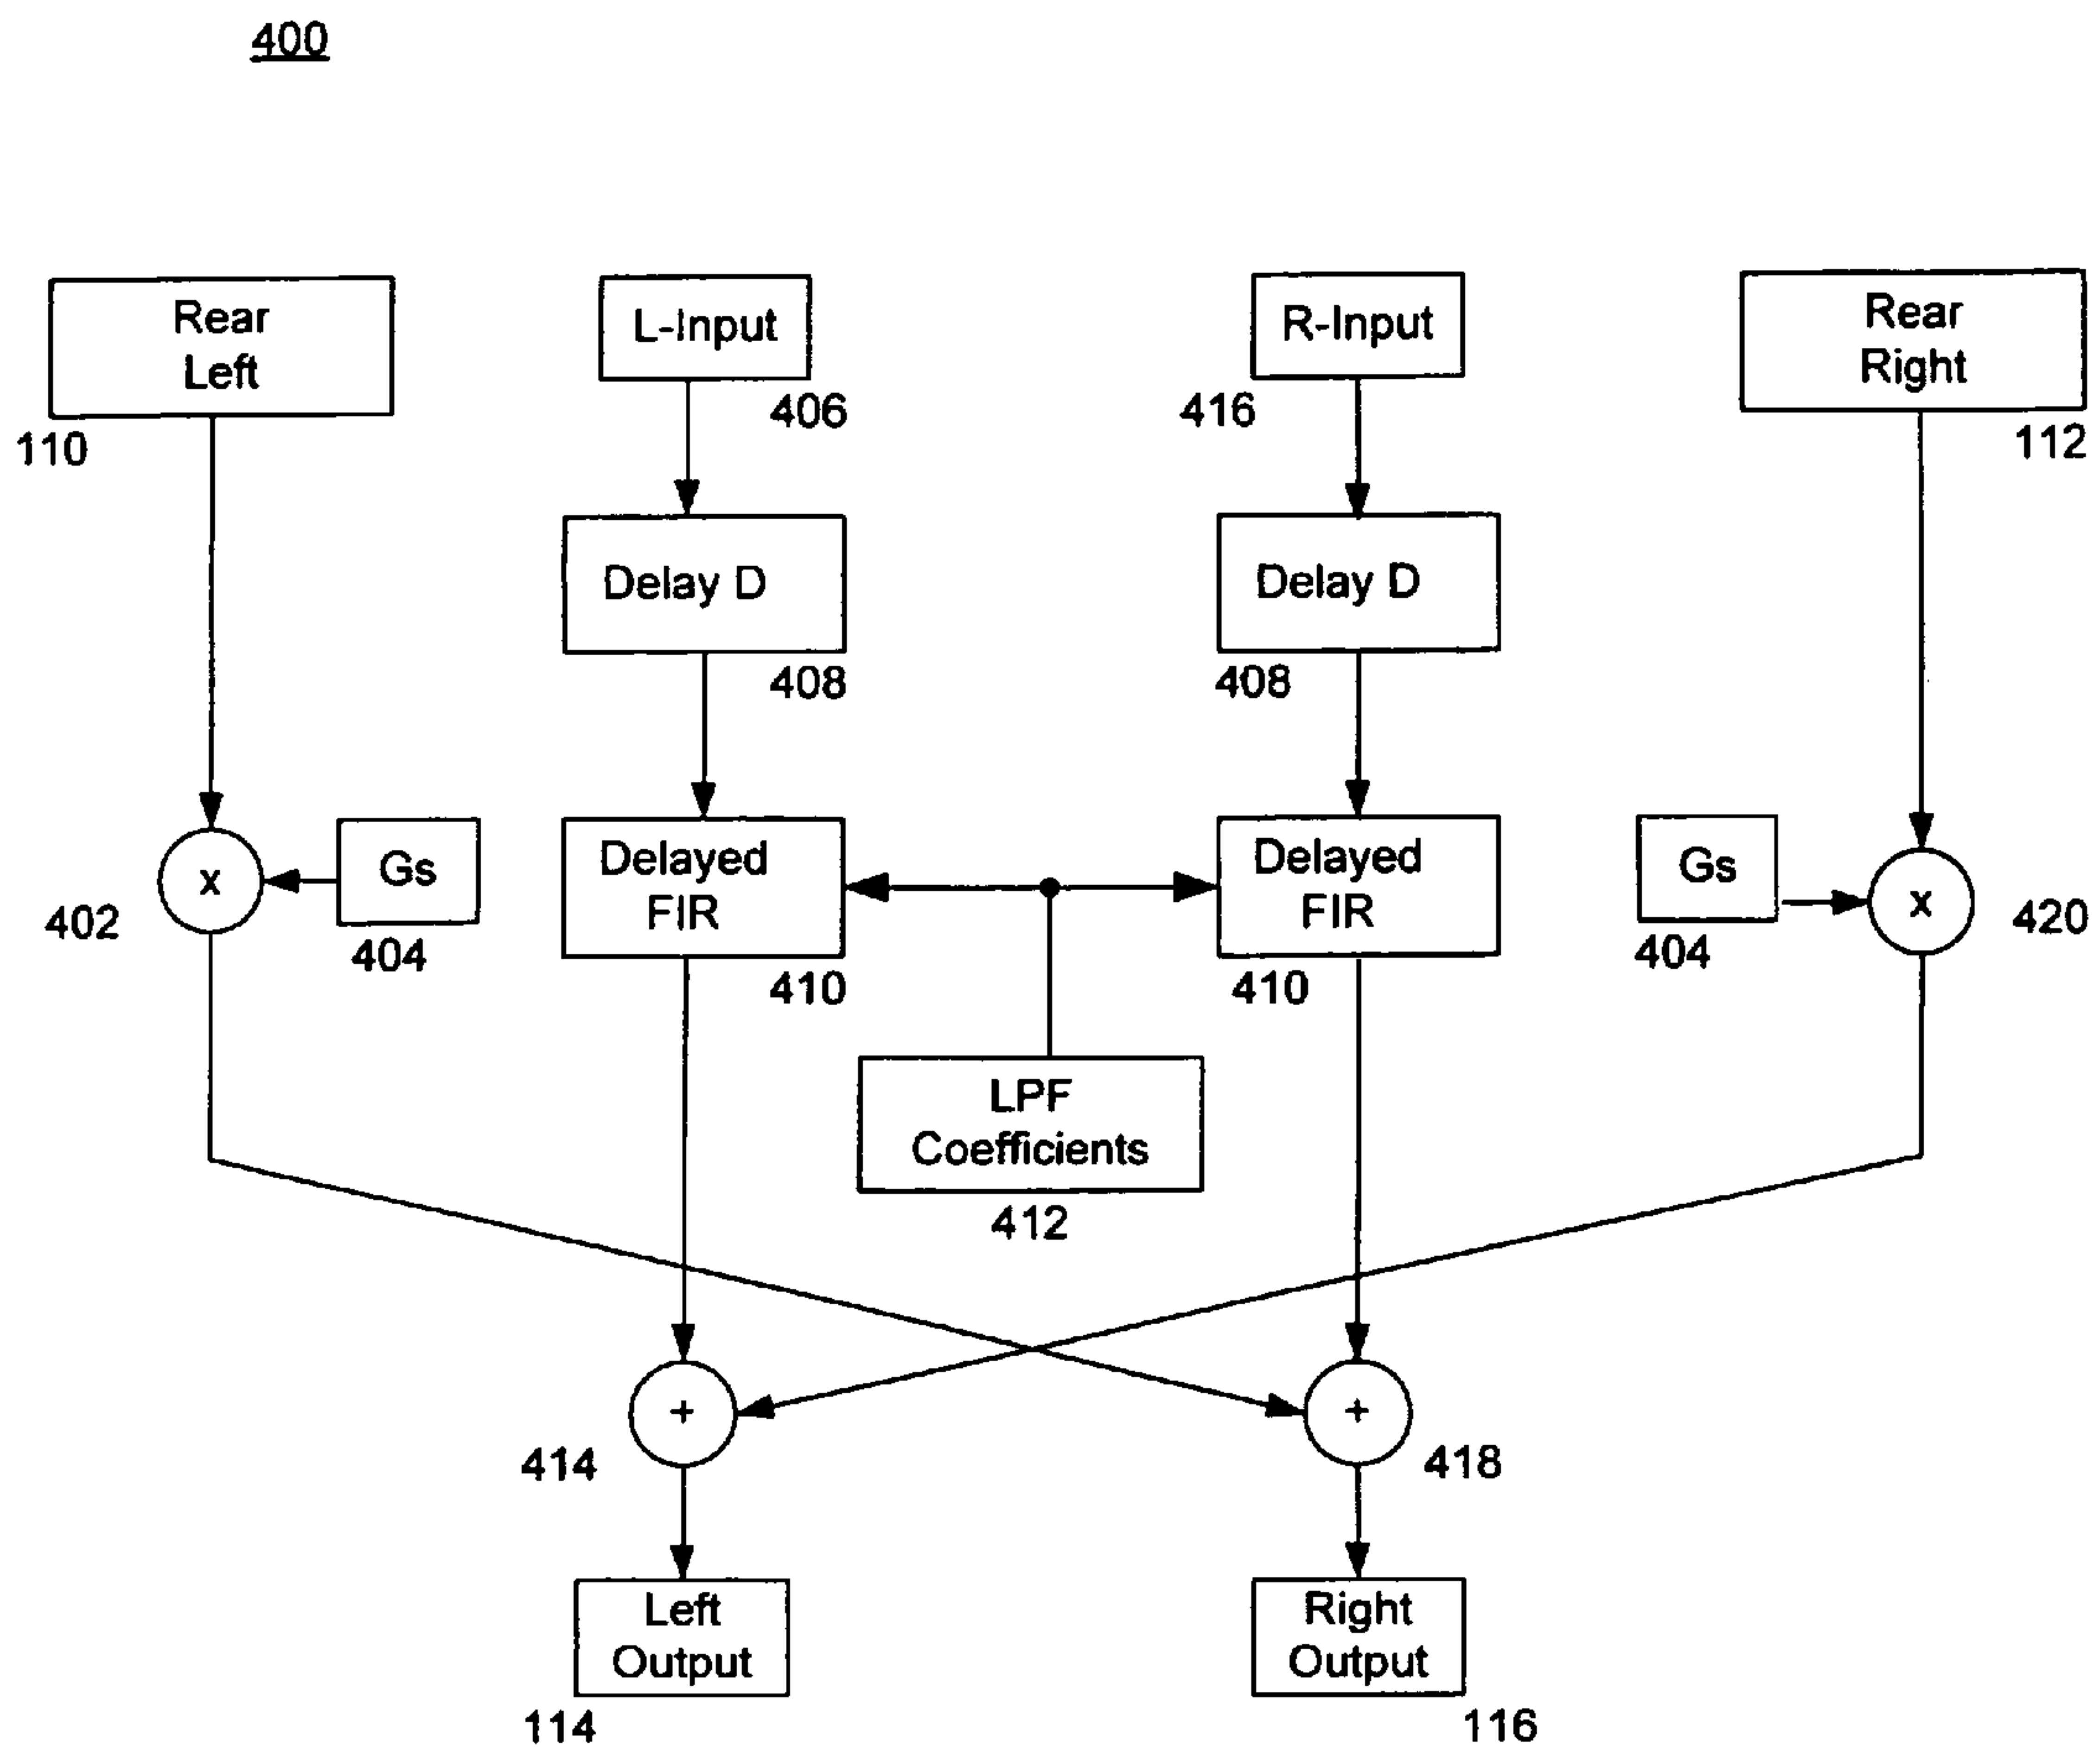 400
Rear
Left
L-Input
R-Input
Rear
Right
110
406
416
112
Delay D
Delay D
408
408
x
Gs
Delayed
FIR
Delayed
FIR
Gs
x
402
404
410
410
404
420
LPF
Coefficients
412
+
+
414
418
Left
Output
Right
Output
114
116